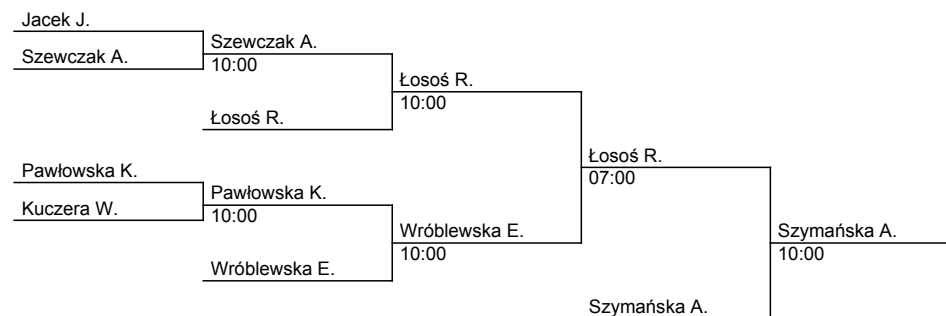 Jacek J.
Szewczak A.
Szewczak A.
10:00
Łosoś R.
Łosoś R.
10:00
Pawłowska K.
Kuczera W.
Pawłowska K.
10:00
Wróblewska E.
Wróblewska E.
10:00
Łosoś R.
07:00
Szymańska A.
Szymańska A.
10:00